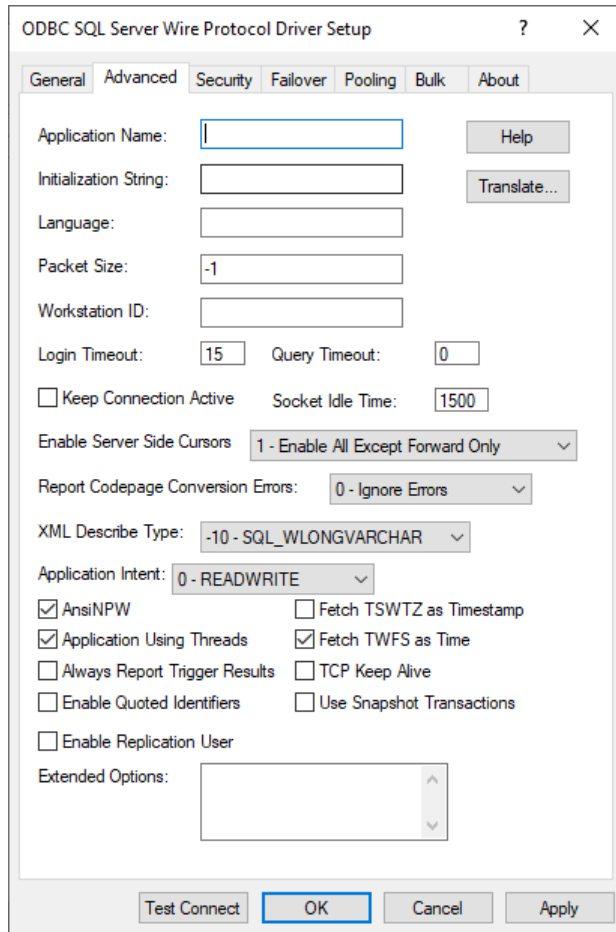 ODBC SQL Server Wire Protocol Driver Setup ?
General Advanced Security Failover Pooling Bulk About
Application Name: Help
Initialization String: Translate...
Language:
Packet Size: -1
Workstation ID:
Login Timeout: 15 Query Timeout: 0
Keep Connection Active Socket Idle Time: 1500
Enable Server Side Cursors 1 - Enable All Except Forward Only
Report Codepage Conversion Errors: 0 - Ignore Errors
XML Describe Type: -10 - SQL_WLONGVARCHAR
Application Intent: 0 - READWRITE
AnsiNPW Fetch TSWTZ as Timestamp
Application Using Threads Fetch TWFS as Time
Always Report Trigger Results TCP Keep Alive
Enable Quoted Identifiers Use Snapshot Transactions
Enable Replication User
Extended Options:
Test Connect OK Cancel Apply